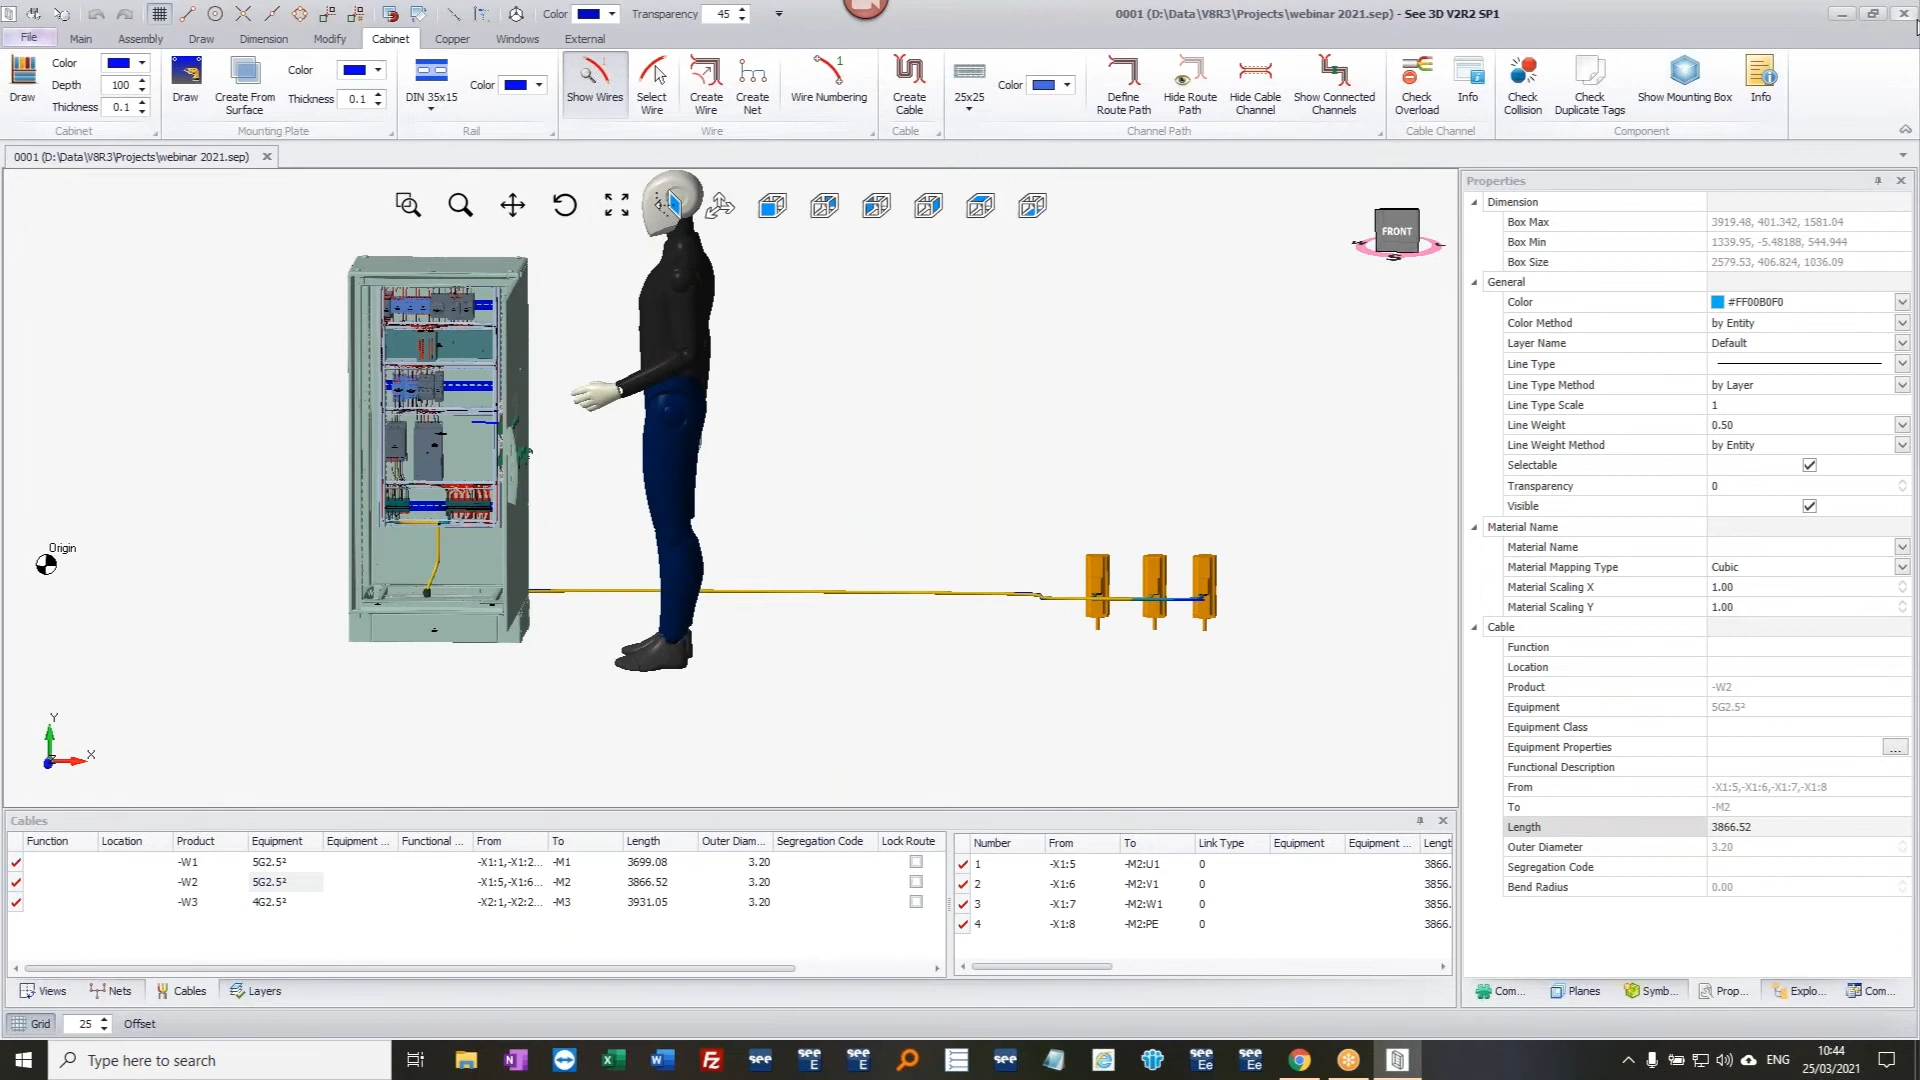 Color
Transparency 45
0001 (D:\Data\V8R3\Projects\webinar 2021.sep) - See 3D V2R2 SP1
File Main Assembly Draw Dimension Modify Cabinet Copper Windows External
Color
Depth 100
Thickness 0.1
Draw
Cabinet
Draw
Create From Surface
Color
Thickness 0.1
Mounting Plate
DIN 35x15
Color
Rail
Show Wires
Select Wire
Create Wire
Create Net
Wire Numbering
Wire
Create Cable
Cable
25x25
Color
Define Route Path
Hide Route Path
Hide Cable Channel
Show Connected Channels
Channel Path
Check Overload
Info
Cable Channel
Check Collision
Check Duplicate Tags
Show Mounting Box
Info
Component
0001 (D:\Data\V8R3\Projects\webinar 2021.sep)
FRONT
S
Origin
Y
X
Properties
Dimension
Box Max 3919.48, 401.342, 1581.04
Box Min 1339.95, -5.48188, 544.944
Box Size 2579.53, 406.824, 1036.09
General
Color #FF00B0F0
Color Method by Entity
Layer Name Default
Line Type
Line Type Method by Layer
Line Type Scale 1
Line Weight 0.50
Line Weight Method by Entity
Selectable
Transparency 0
Visible
Material Name
Material Name
Material Mapping Type Cubic
Material Scaling X 1.00
Material Scaling Y 1.00
Cable
Function
Location
Product -W2
Equipment 5G2.5²
Equipment Class
Equipment Properties ...
Functional Description
From -X1:5,-X1:6,-X1:7,-X1:8
To -M2
Length 3866.52
Outer Diameter 3.20
Segregation Code
Bend Radius 0.00
Com... Planes Symb... Prop... Explo... Com...
Cables
Function Location Product Equipment Equipment ... Functional ... From To Length Outer Diam... Segregation Code Lock Route
-W1 5G2.5² -X1:1,-X1:2... -M1 3699.08 3.20
-W2 5G2.5² -X1:5,-X1:6... -M2 3866.52 3.20
-W3 4G2.5² -X2:1,-X2:2... -M3 3931.05 3.20
Number From To Link Type Equipment Equipment ... Lengt
1 -X1:5 -M2:U1 0 3866.
2 -X1:6 -M2:V1 0 3856.
3 -X1:7 -M2:W1 0 3856.
4 -X1:8 -M2:PE 0 3866.
Views Nets Cables Layers
Grid 25 Offset
Type here to search
see
see E
see E
see
see Ee
see Ee
ENG
10:44
25/03/2021